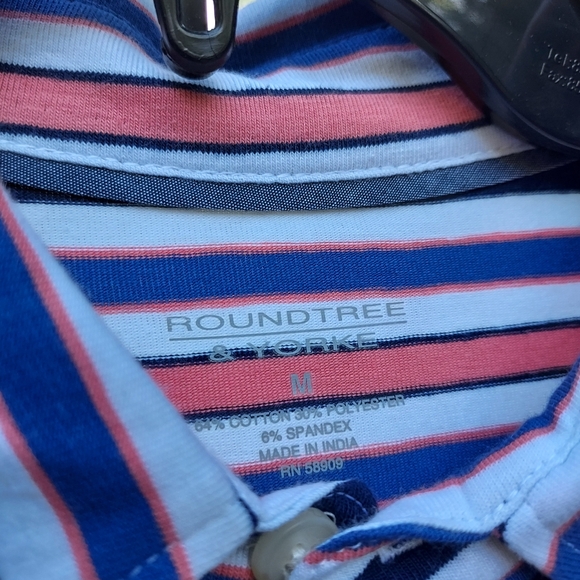 ROUNDTREE
& YORKE
M
64% COTTON 30% POLYESTER
6% SPANDEX
MADE IN INDIA
RN 58909